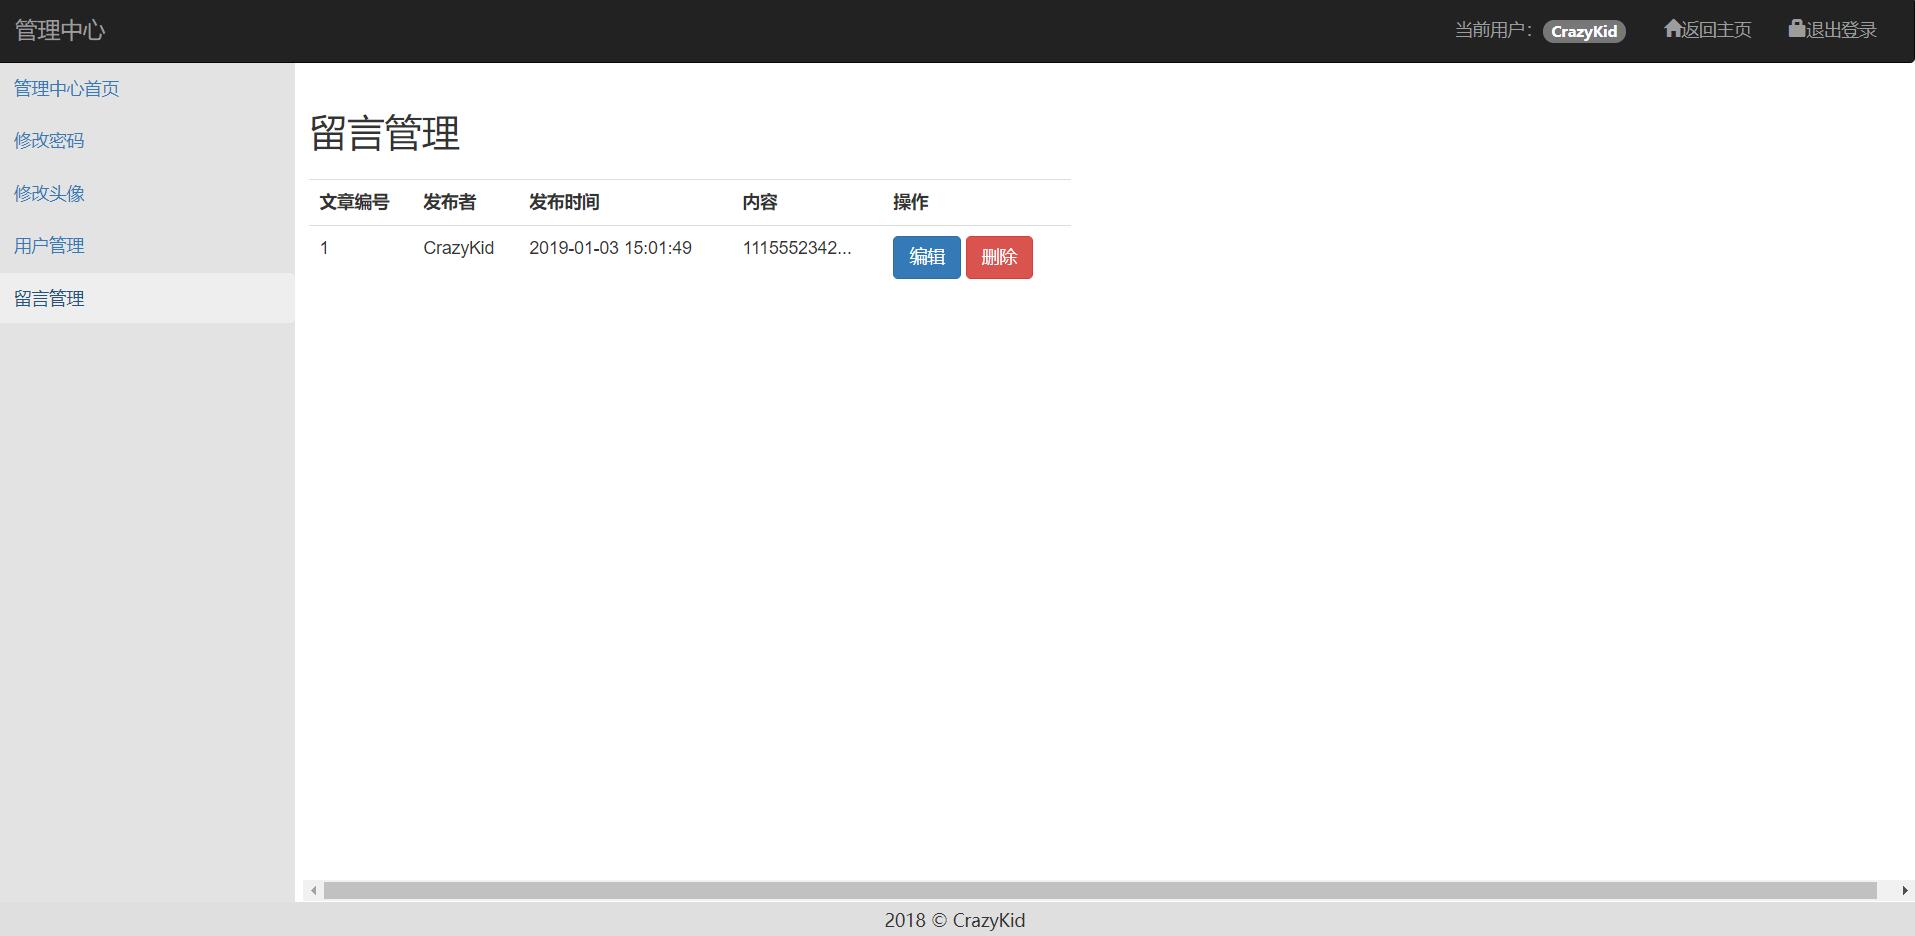 管理中心
当前用户： CrazyKid 返回主页 退出登录
管理中心首页
修改密码
修改头像
用户管理
留言管理
留言管理
文章编号 发布者 发布时间 内容 操作
1 CrazyKid 2019-01-03 15:01:49 1115552342... 编辑 删除
2018 © CrazyKid